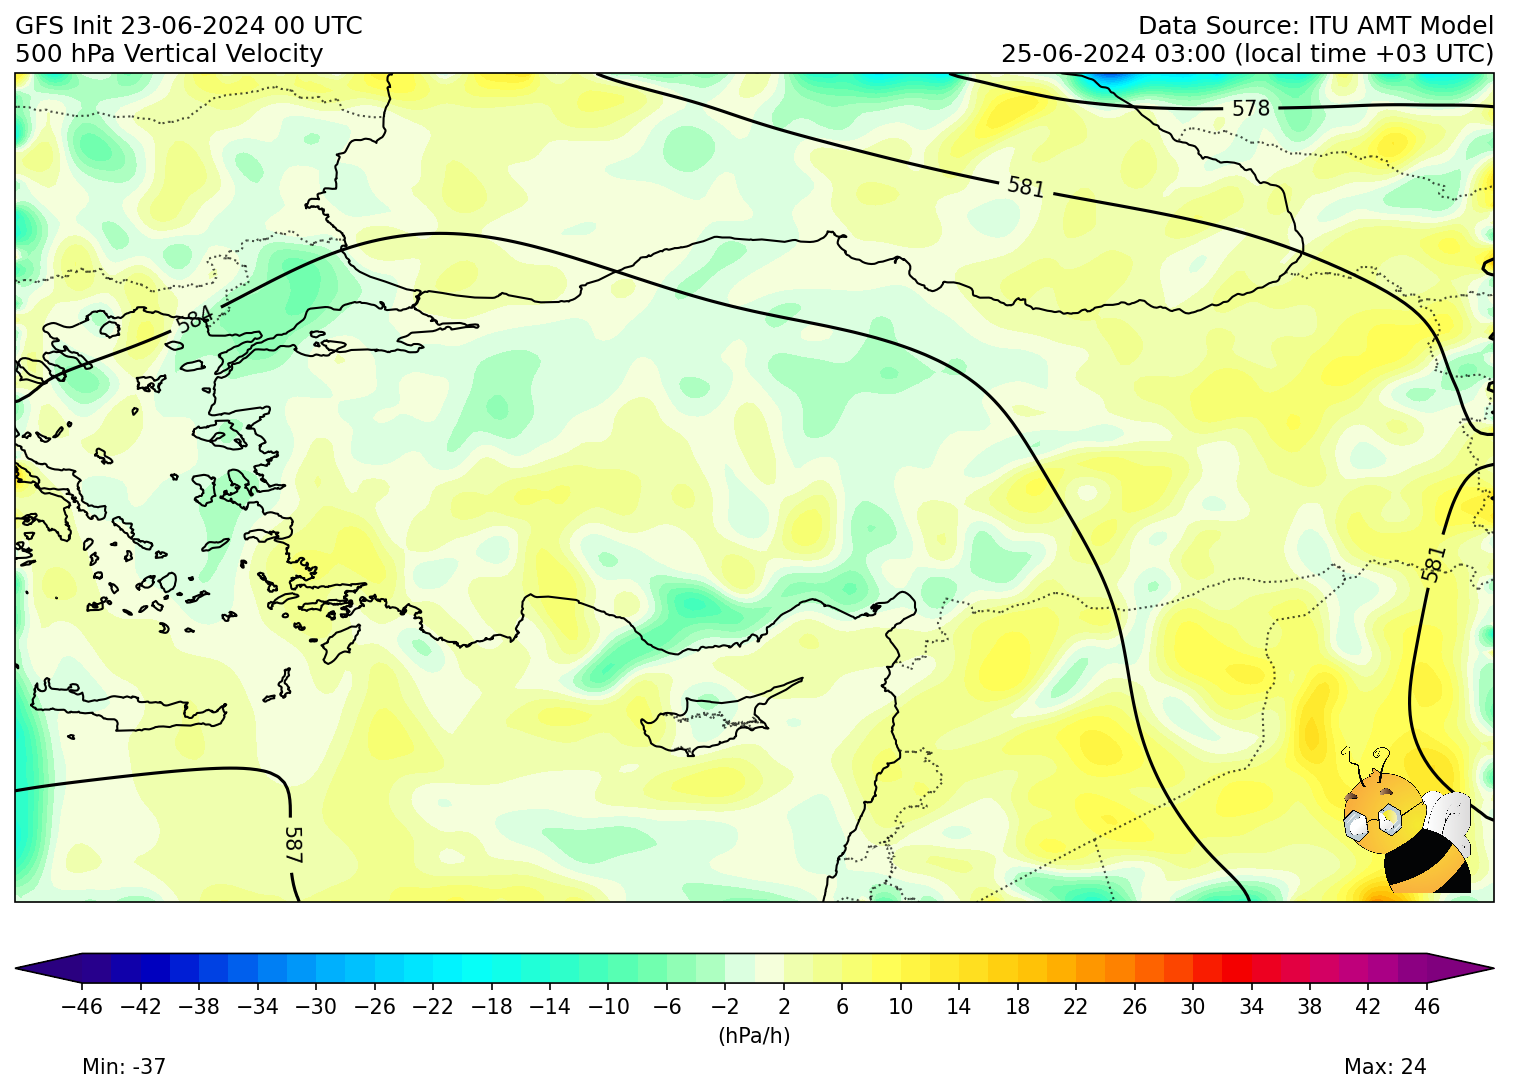 GFS Init 23-06-2024 00 UTC
Data Source: ITU AMT Model
500 hPa Vertical Velocity
25-06-2024 03:00 (local time +03 UTC)
578
581
584
581
587
−46 −42 −38 −34 −30 −26 −22 −18 −14 −10 −6 −2 2 6 10 14 18 22 26 30 34 38 42 46
(hPa/h)
Min: -37
Max: 24